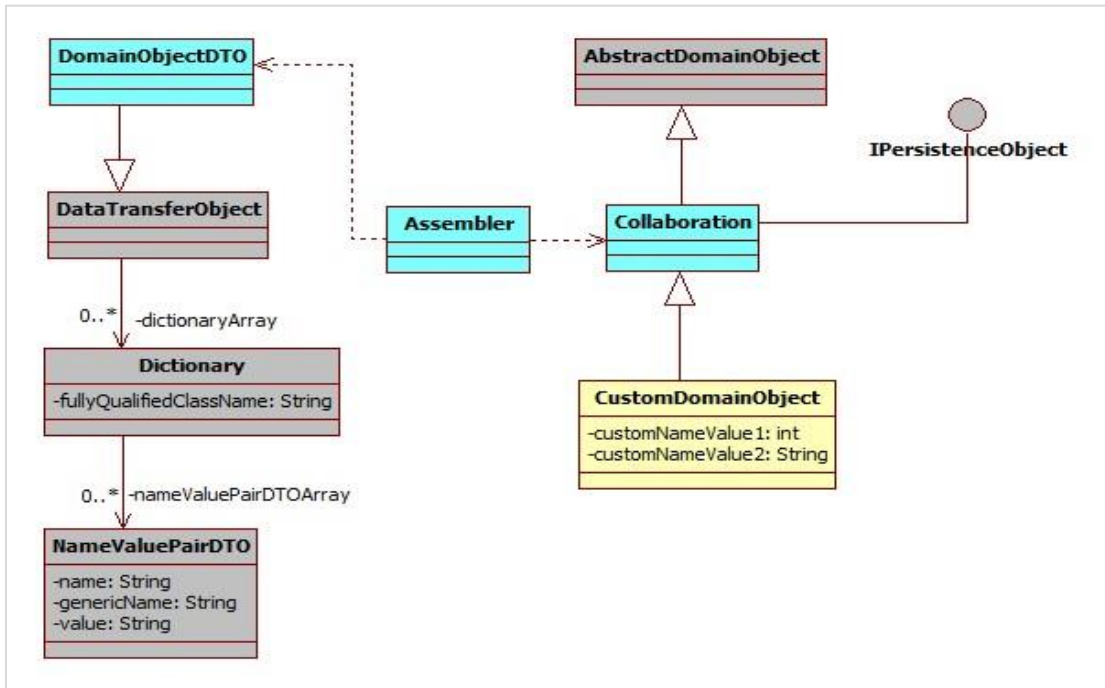 DomainObjectDTO
AbstractDomainObject
IPersistenceObject
DataTransferObject
Assembler
Collaboration
0..*
-dictionaryArray
Dictionary
-fullyQualifiedClassName: String
CustomDomainObject
-customNameValue1: int
-customNameValue2: String
0..*
-nameValuePairDTOArray
NameValuePairDTO
-name: String
-genericName: String
-value: String